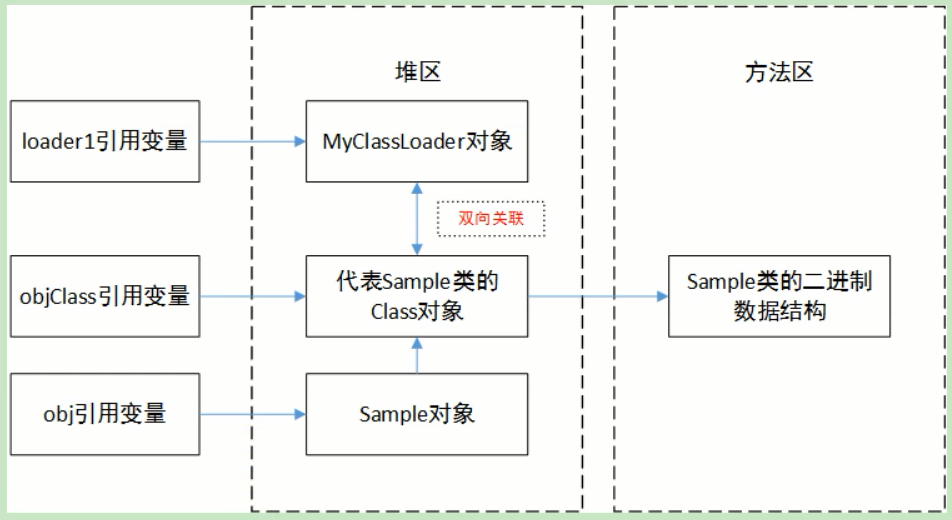 堆区
方法区
loader1引用变量
MyClassLoader对象
双向关联
objClass引用变量
代表Sample类的
Class对象
Sample类的二进制
数据结构
obj引用变量
Sample对象